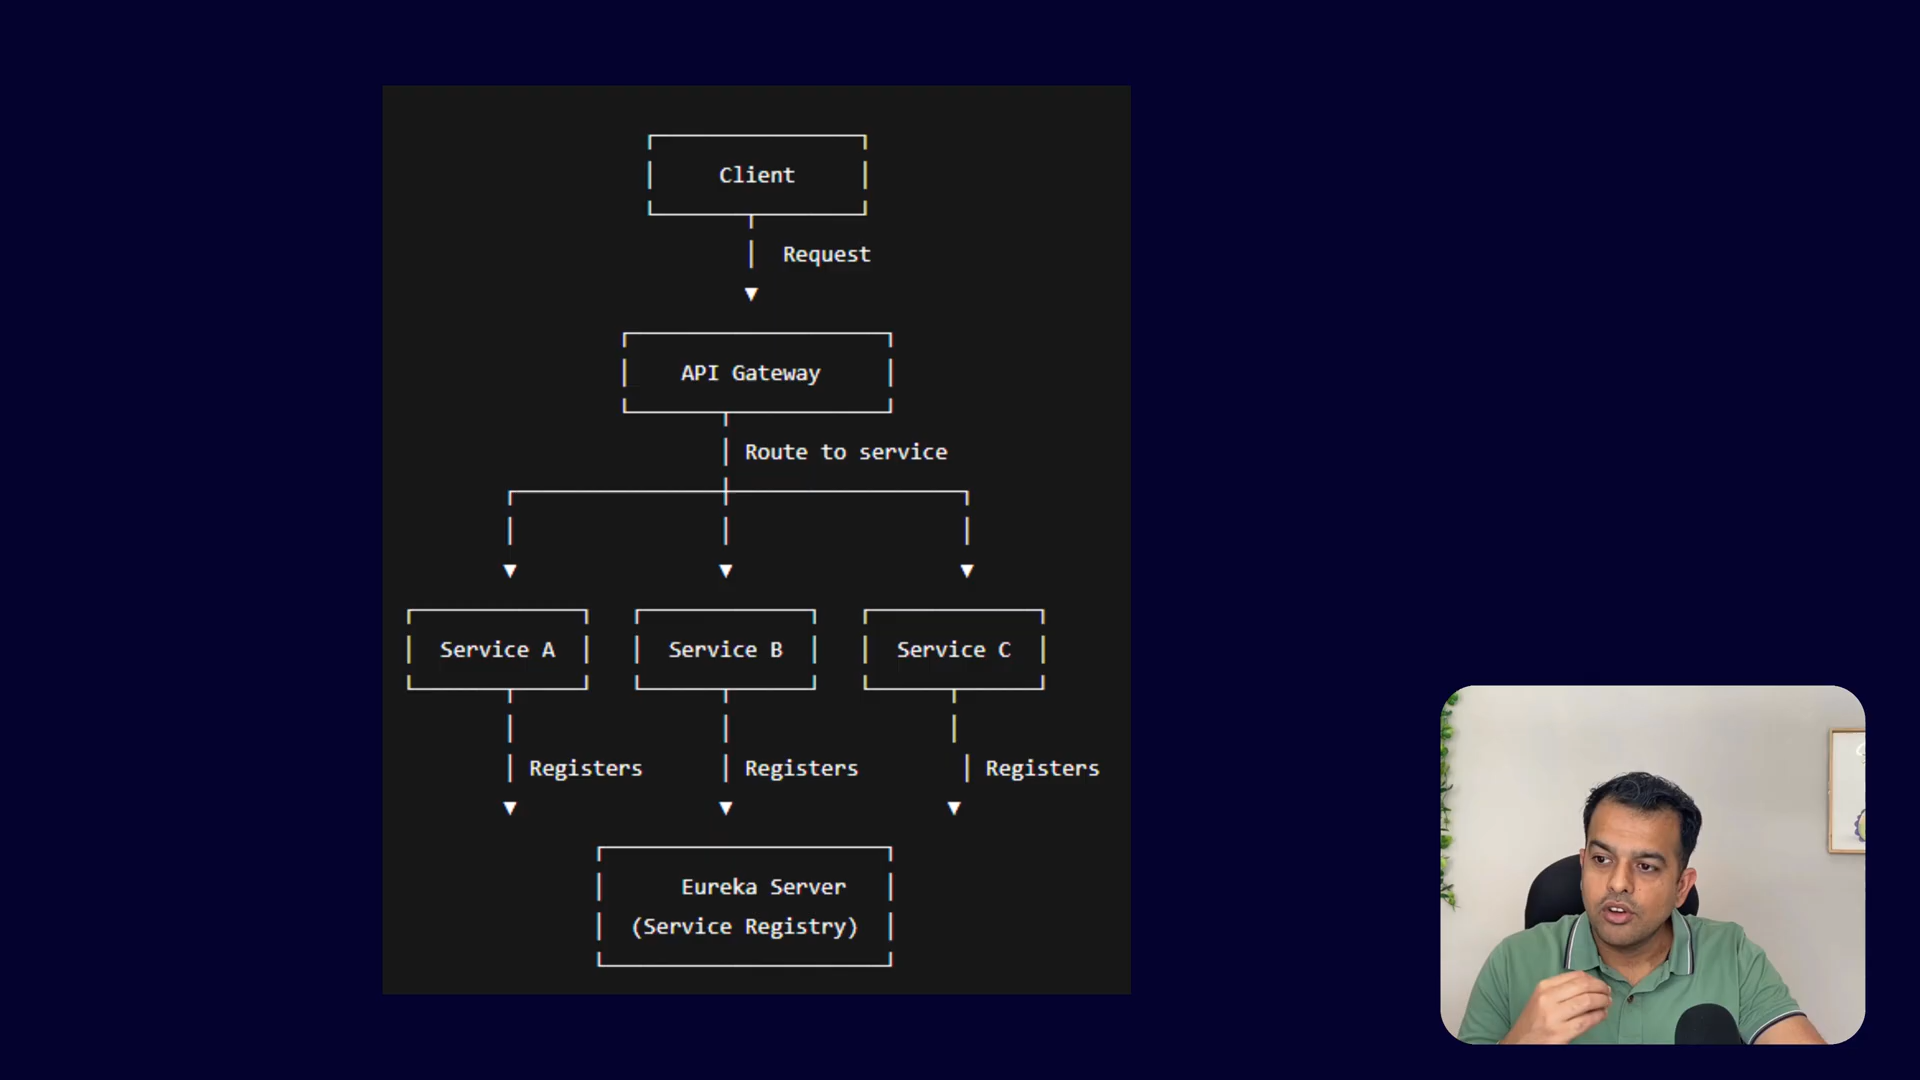 Client
Request
API Gateway
Route to service
Service A
Service B
Service C
Registers
Registers
Registers
Eureka Server
(Service Registry)